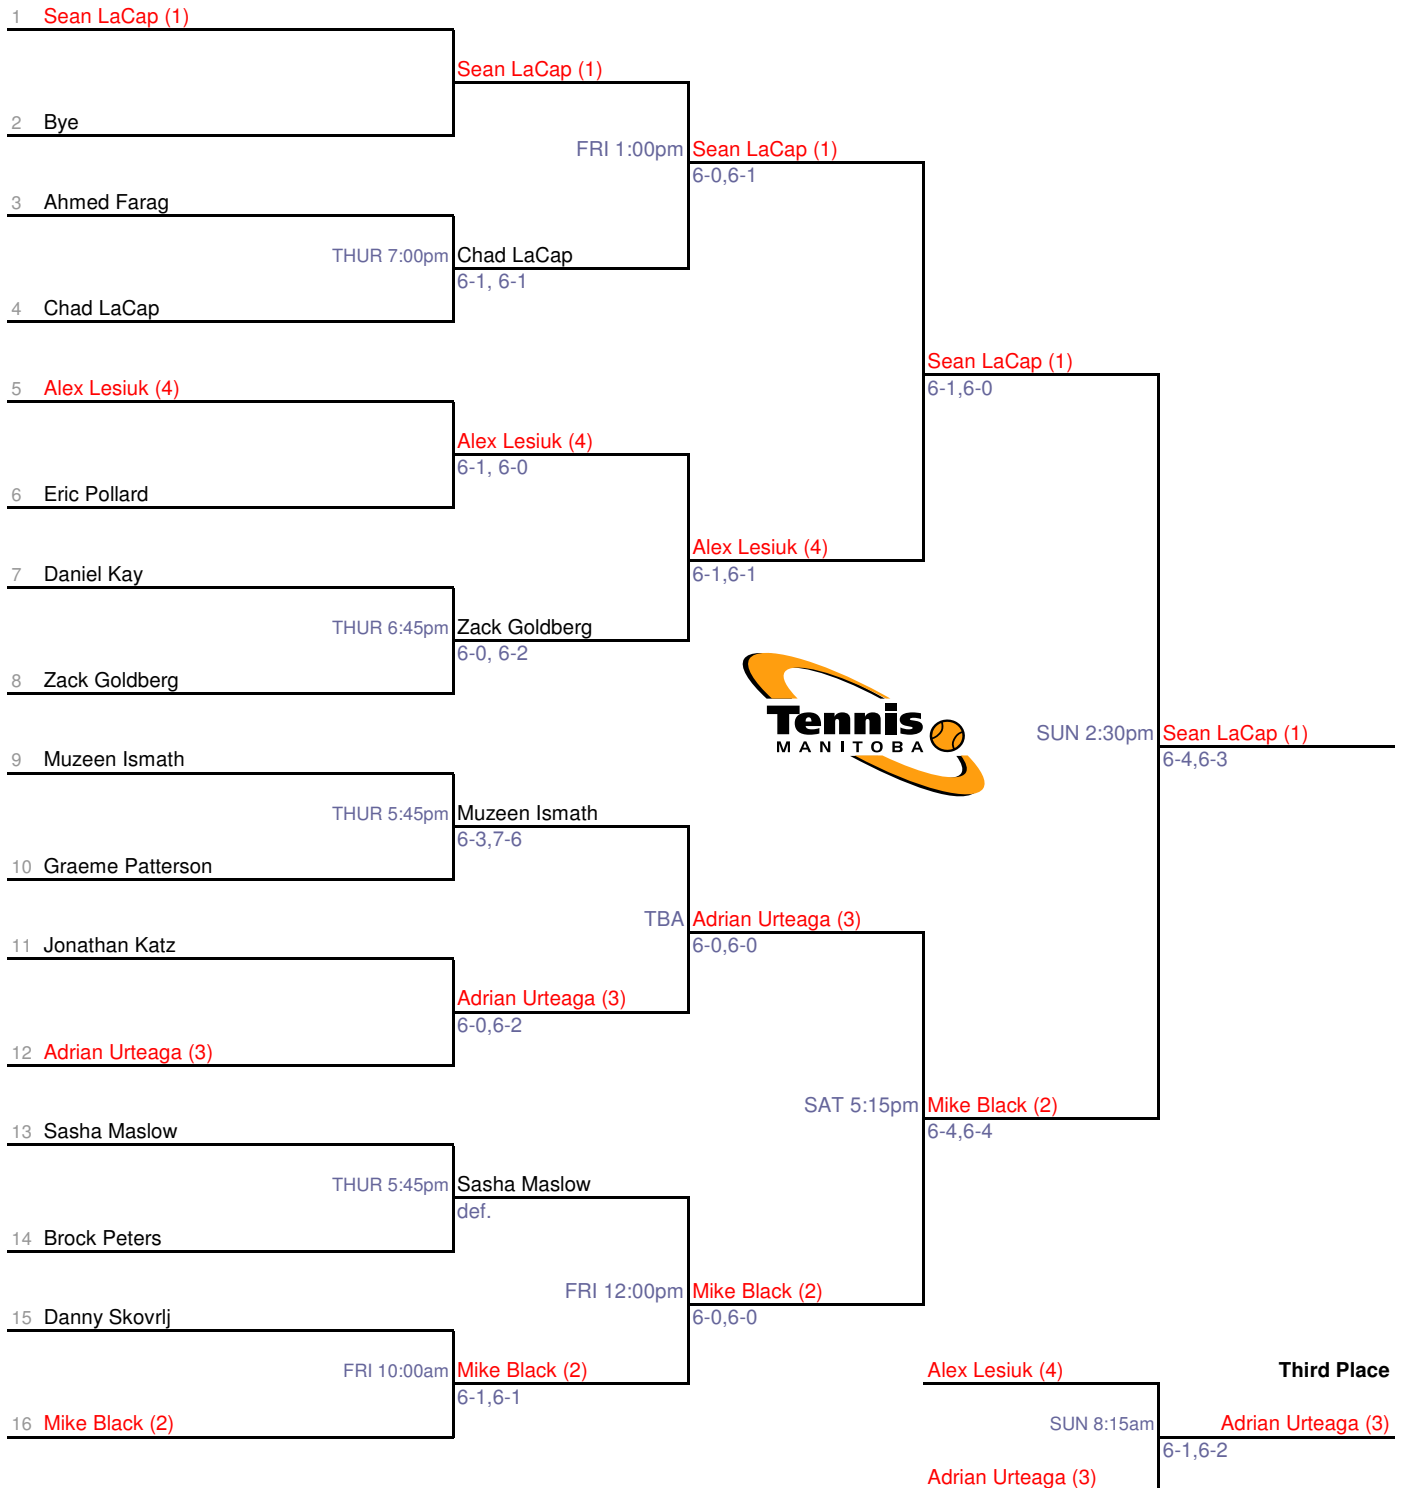 1 Sean LaCap (1)
Sean LaCap (1)
2 Bye
FRI 1:00pm Sean LaCap (1)
6-0,6-1
3 Ahmed Farag
THUR 7:00pm Chad LaCap
6-1, 6-1
4 Chad LaCap
Sean LaCap (1)
6-1,6-0
5 Alex Lesiuk (4)
Alex Lesiuk (4)
6-1, 6-0
6 Eric Pollard
Alex Lesiuk (4)
6-1,6-1
7 Daniel Kay
THUR 6:45pm Zack Goldberg
6-0, 6-2
8 Zack Goldberg
Tennis
MANITOBA
SUN 2:30pm Sean LaCap (1)
6-4,6-3
9 Muzeen Ismath
THUR 5:45pm Muzeen Ismath
6-3,7-6
10 Graeme Patterson
TBA Adrian Urteaga (3)
6-0,6-0
11 Jonathan Katz
Adrian Urteaga (3)
6-0,6-2
12 Adrian Urteaga (3)
SAT 5:15pm Mike Black (2)
6-4,6-4
13 Sasha Maslow
THUR 5:45pm Sasha Maslow
def.
14 Brock Peters
FRI 12:00pm Mike Black (2)
6-0,6-0
15 Danny Skovrlj
FRI 10:00am Mike Black (2)
6-1,6-1
16 Mike Black (2)
Alex Lesiuk (4) Third Place
SUN 8:15am Adrian Urteaga (3)
6-1,6-2
Adrian Urteaga (3)